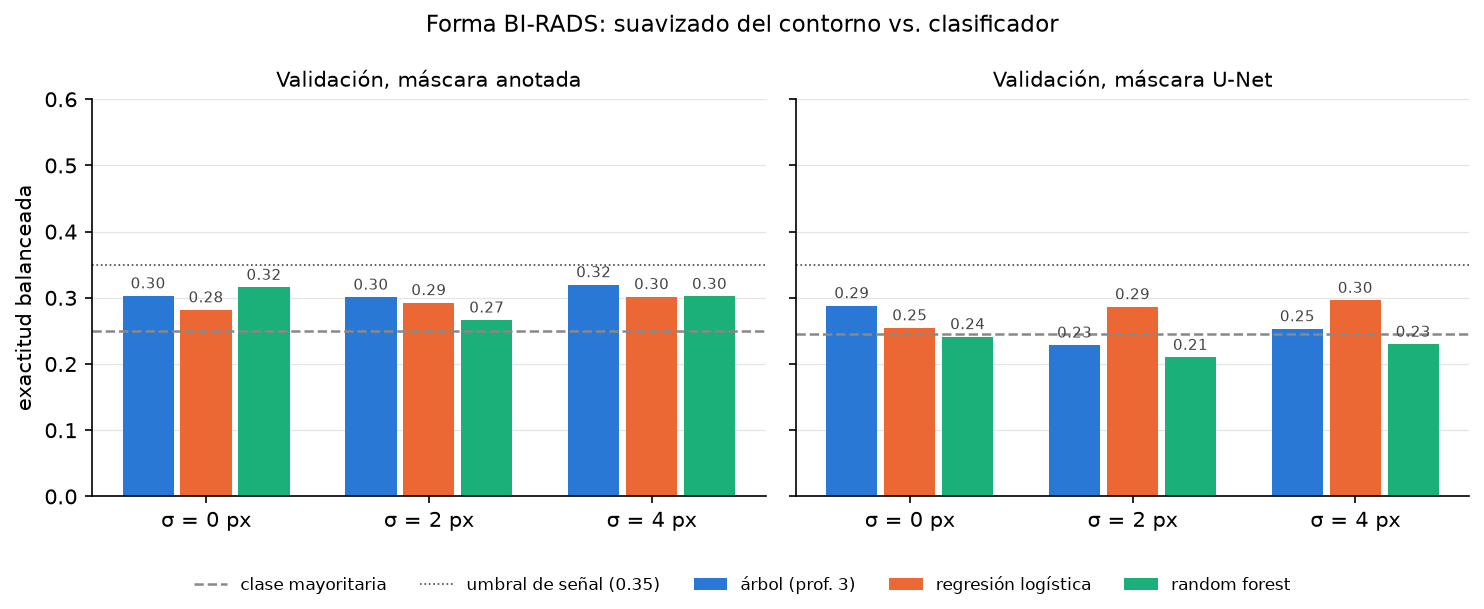 Forma BI-RADS: suavizado del contorno vs. clasificador
Validación, máscara anotada
Validación, máscara U-Net
exactitud balanceada
0.6
0.5
0.4
0.3
0.2
0.1
0.0
0.30 0.28 0.32 0.30 0.29 0.27 0.32 0.30 0.30
0.29 0.25 0.24 0.23 0.29 0.21 0.25 0.30 0.23
σ = 0 px σ = 2 px σ = 4 px
σ = 0 px σ = 2 px σ = 4 px
clase mayoritaria umbral de señal (0.35) árbol (prof. 3) regresión logística random forest